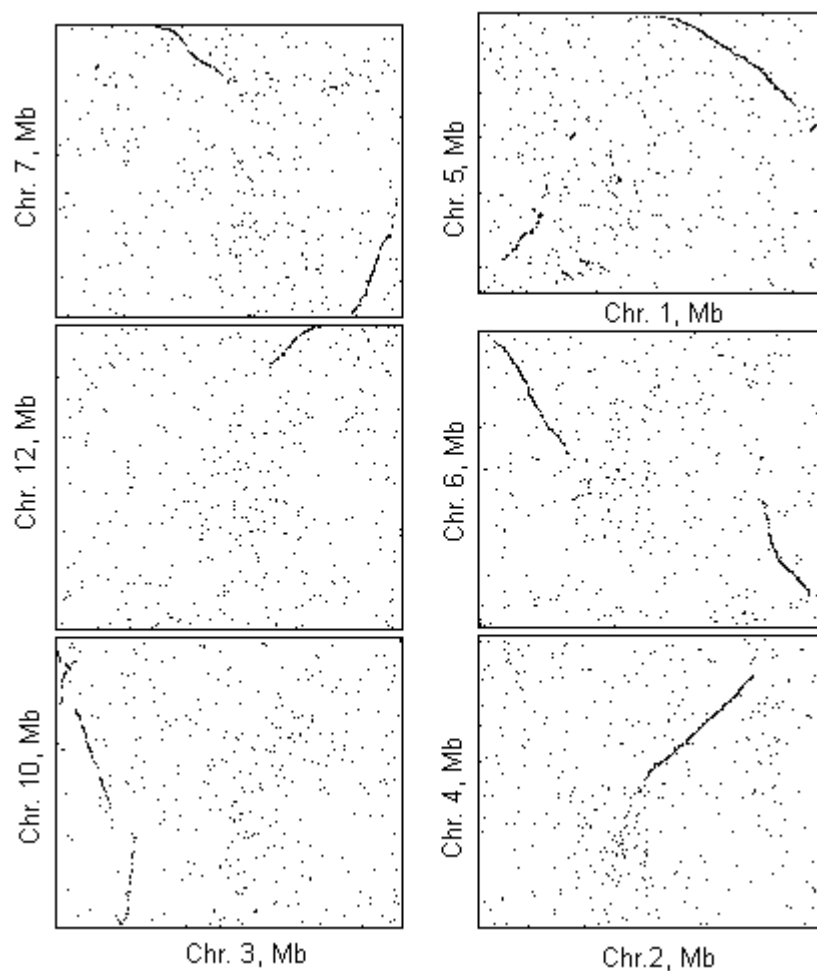 Chr. 7, Mb
Chr. 5, Mb
Chr. 1, Mb
Chr. 12, Mb
Chr. 6, Mb
Chr. 10, Mb
Chr. 4, Mb
Chr. 3, Mb
Chr.2, Mb